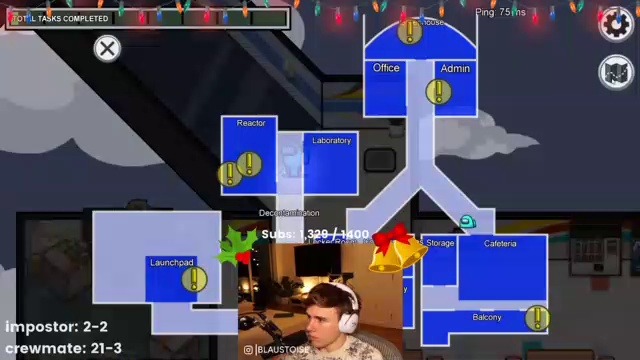 TOTAL TASKS COMPLETED
Ping: 75 ms
house
Office
Admin
Reactor
Laboratory
Decontamination
Subs: 1,329 / 1400
Storage
Cafeteria
Launchpad
Balcony
impostor: 2-2
crewmate: 21-3
BLAUSTOISE